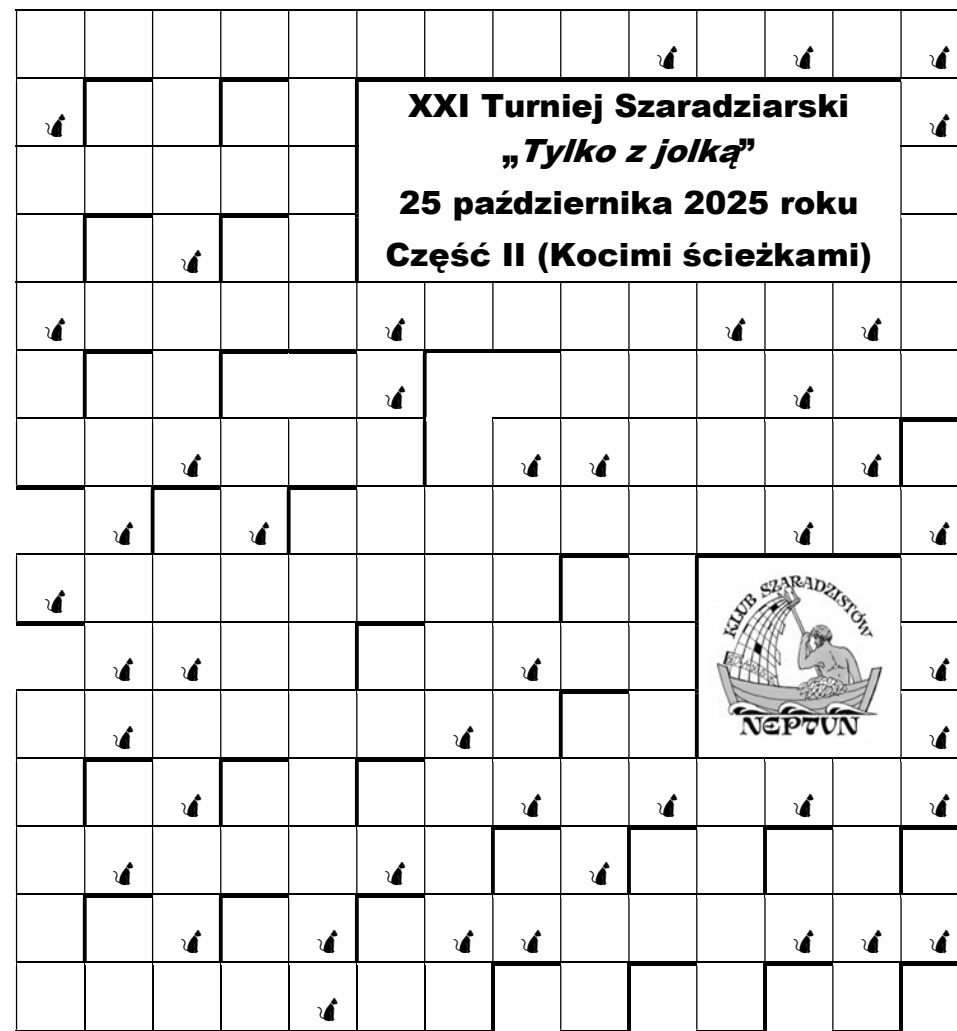 XXI Turniej Szaradziarski
„Tylko z jolką”
25 października 2025 roku
Część II (Kocimi ścieżkami)
KLUB SZARADZISTÓW
NEPTUN